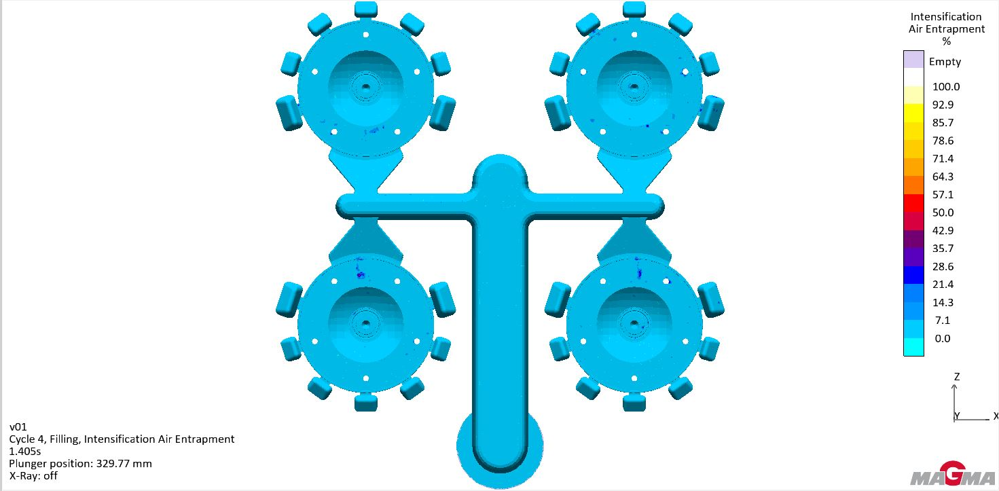 Intensification
Air Entrapment
%
Empty
100.0
92.9
85.7
78.6
71.4
64.3
57.1
50.0
42.9
35.7
28.6
21.4
14.3
7.1
0.0
Z
Y
X
v01
Cycle 4, Filling, Intensification Air Entrapment
1.405s
Plunger position: 329.77 mm
X-Ray: off
MAGMA